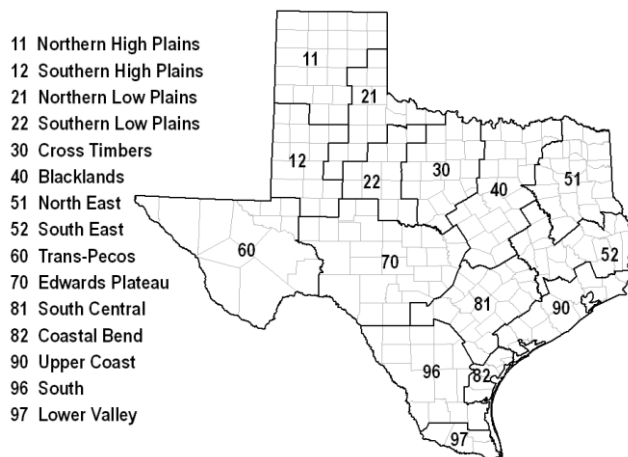 11 Northern High Plains
12 Southern High Plains
21 Northern Low Plains
22 Southern Low Plains
30 Cross Timbers
40 Blacklands
51 North East
52 South East
60 Trans-Pecos
70 Edwards Plateau
81 South Central
82 Coastal Bend
90 Upper Coast
96 South
97 Lower Valley
11
21
12
22
30
40
51
52
60
70
81
90
96
82
97